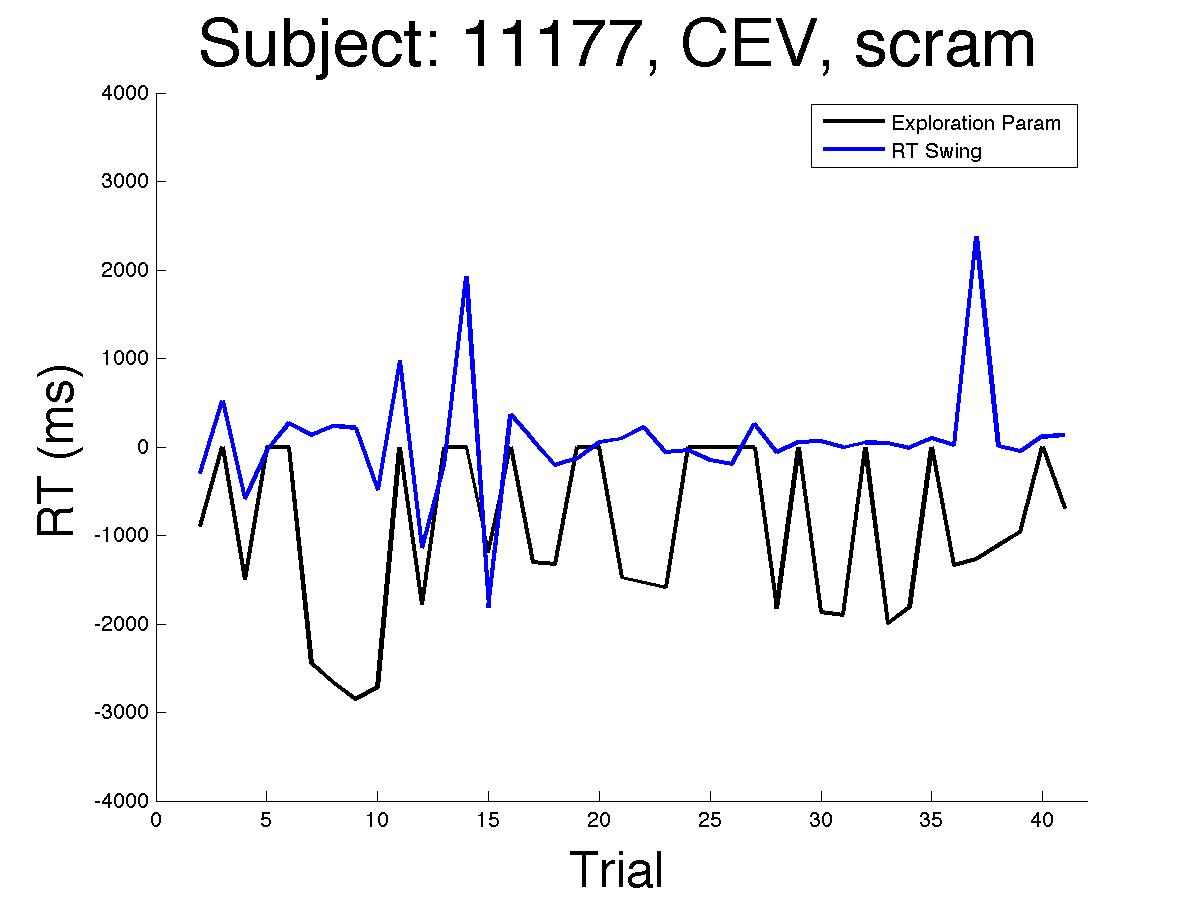 Subject: 11177, CEV, scram
4000
3000
2000
1000
0
-1000
-2000
-3000
-4000
RT (ms)
Exploration Param
RT Swing
0 5 10 15 20 25 30 35 40
Trial